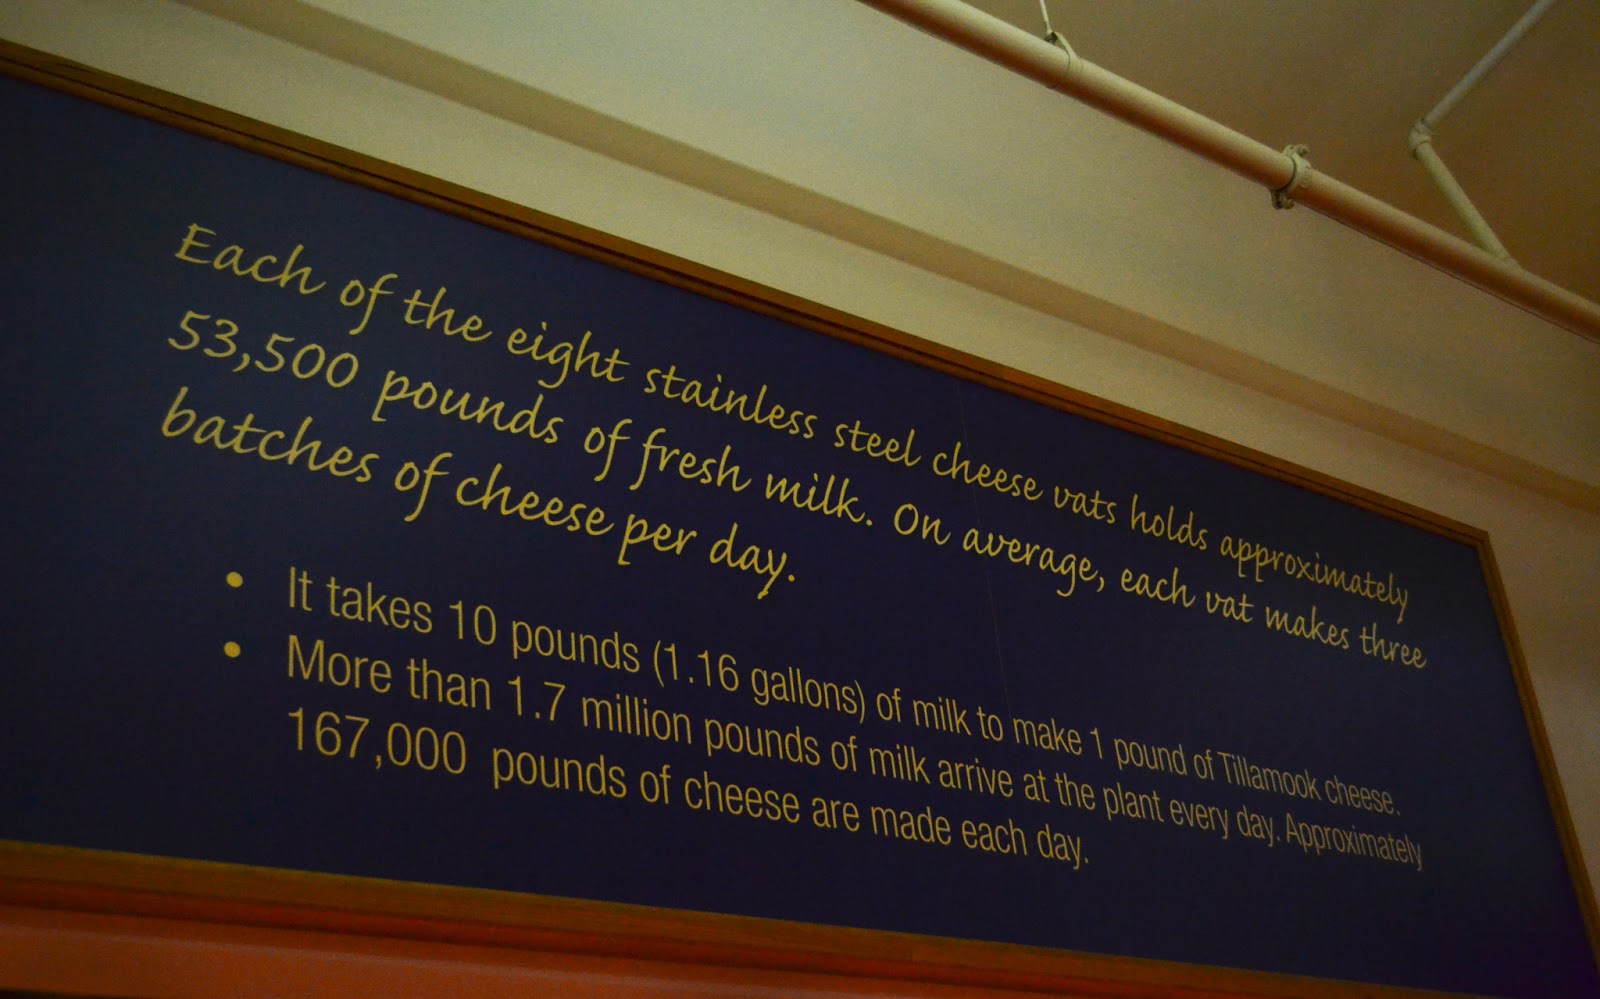 Each of the eight stainless steel cheese vats holds approximately
53,500 pounds of fresh milk. On average, each vat makes three
batches of cheese per day.
• It takes 10 pounds (1.16 gallons) of milk to make 1 pound of Tillamook cheese.
• More than 1.7 million pounds of milk arrive at the plant every day. Approximately
167,000 pounds of cheese are made each day.